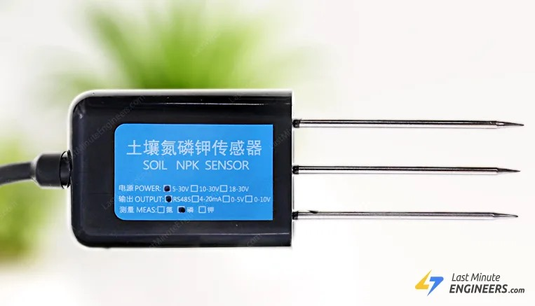 土壤氮磷钾传感器
SOIL NPK SENSOR
电源 POWER: ■5-30V □10-30V □18-30V
输出 OUTPUT: ■RS485 □4-20mA □0-5V □0-10V
测量 MEAS: □氮 ■磷 □钾
Last Minute
ENGINEERS.com